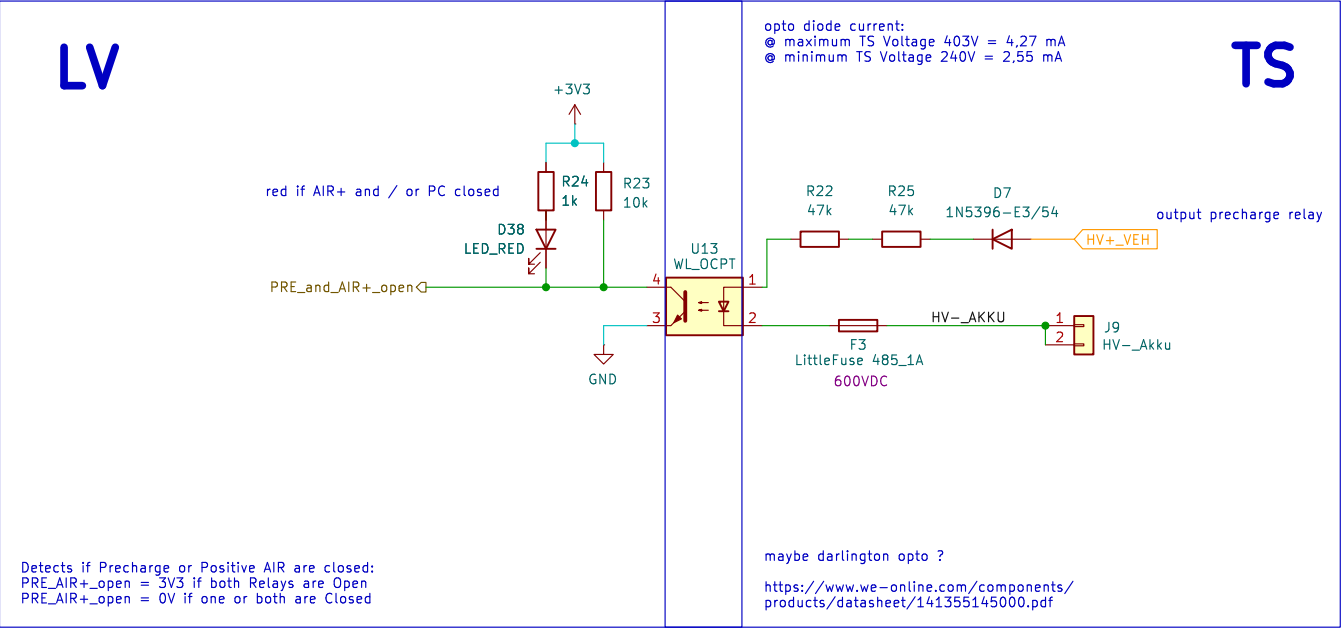 LV
TS
opto diode current:
@ maximum TS Voltage 403V = 4,27 mA
@ minimum TS Voltage 240V = 2,55 mA
+3V3
red if AIR+ and / or PC closed
R24
1k
R23
10k
D38
LED_RED
PRE_and_AIR+_open
GND
U13
WL_OCPT
4
3
1
2
R22
47k
R25
47k
D7
1N5396-E3/54
output precharge relay
HV+_VEH
HV-_AKKU
F3
LittleFuse 485_1A
600VDC
1
2
J9
HV-_Akku
Detects if Precharge or Positive AIR are closed:
PRE_AIR+_open = 3V3 if both Relays are Open
PRE_AIR+_open = 0V if one or both are Closed
maybe darlington opto ?
https://www.we-online.com/components/
products/datasheet/141355145000.pdf